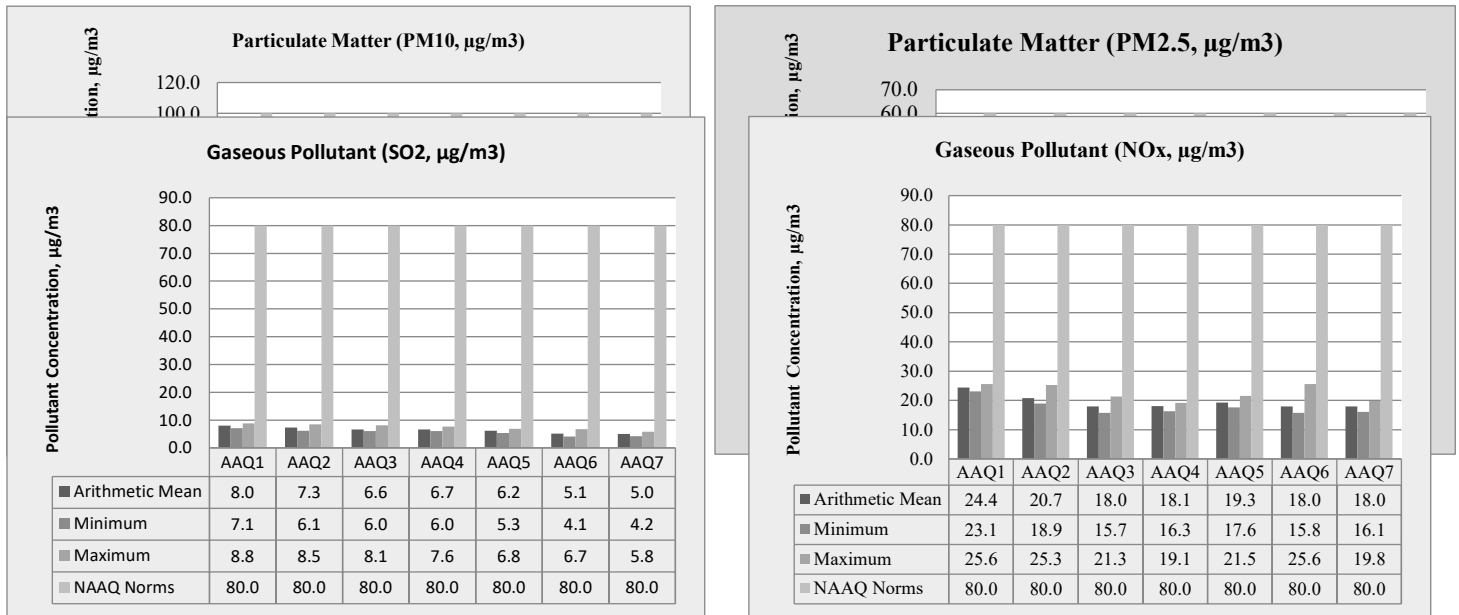 Particulate Matter (PM10, µg/m3)
tion, µg/m3
120.0
100.0
Particulate Matter (PM2.5, µg/m3)
ion, µg/m3
70.0
60.0
Gaseous Pollutant (SO2, µg/m3)
Pollutant Concentration, µg/m3
90.0
80.0
70.0
60.0
50.0
40.0
30.0
20.0
10.0
0.0
AAQ1 AAQ2 AAQ3 AAQ4 AAQ5 AAQ6 AAQ7
Arithmetic Mean 8.0 7.3 6.6 6.7 6.2 5.1 5.0
Minimum 7.1 6.1 6.0 6.0 5.3 4.1 4.2
Maximum 8.8 8.5 8.1 7.6 6.8 6.7 5.8
NAAQ Norms 80.0 80.0 80.0 80.0 80.0 80.0 80.0
Gaseous Pollutant (NOx, µg/m3)
Pollutant Concentration, µg/m3
90.0
80.0
70.0
60.0
50.0
40.0
30.0
20.0
10.0
0.0
AAQ1 AAQ2 AAQ3 AAQ4 AAQ5 AAQ6 AAQ7
Arithmetic Mean 24.4 20.7 18.0 18.1 19.3 18.0 18.0
Minimum 23.1 18.9 15.7 16.3 17.6 15.8 16.1
Maximum 25.6 25.3 21.3 19.1 21.5 25.6 19.8
NAAQ Norms 80.0 80.0 80.0 80.0 80.0 80.0 80.0